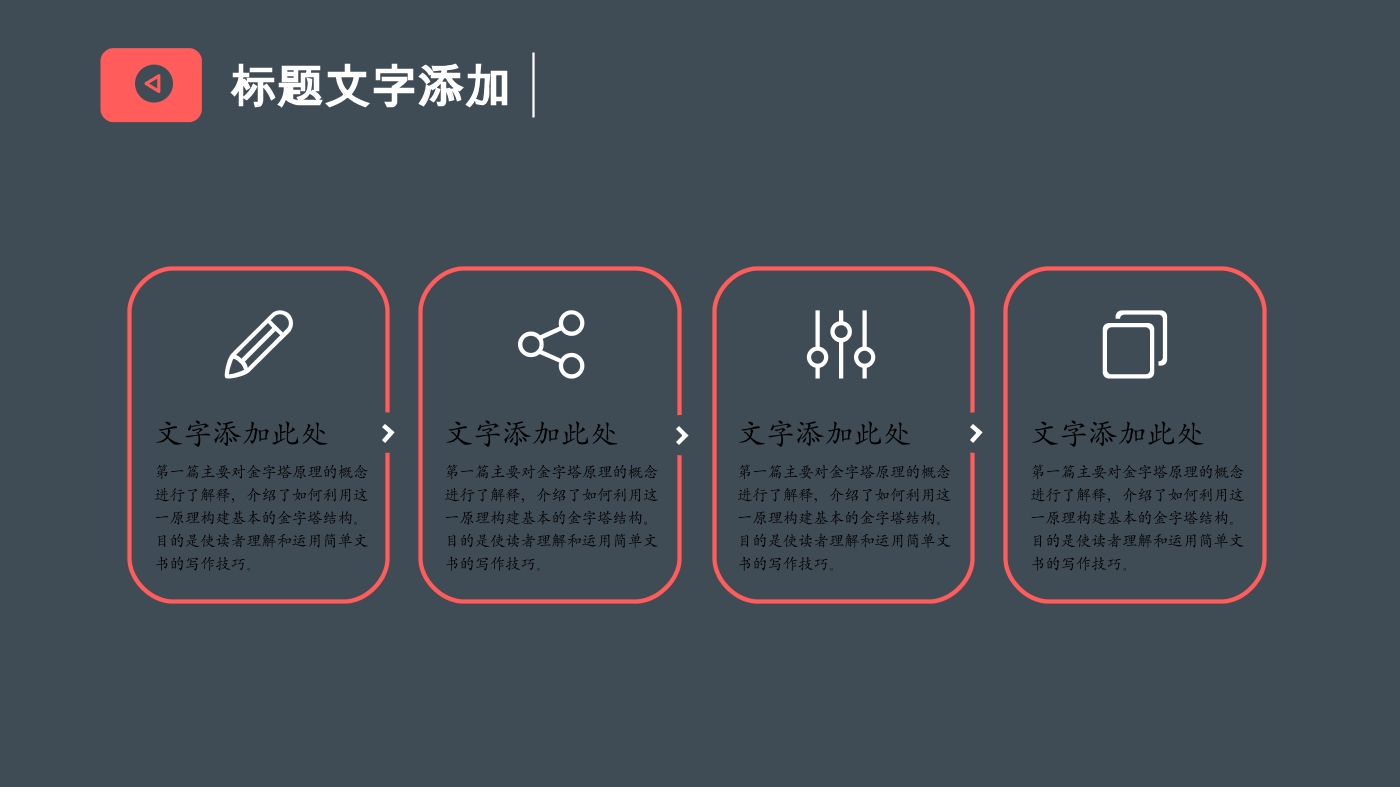 标题文字添加
文字添加此处
第一篇主要对金字塔原理的概念
进行了解释，介绍了如何利用这
一原理构建基本的金字塔结构。
目的是使读者理解和运用简单文
书的写作技巧。
文字添加此处
第一篇主要对金字塔原理的概念
进行了解释，介绍了如何利用这
一原理构建基本的金字塔结构。
目的是使读者理解和运用简单文
书的写作技巧。
文字添加此处
第一篇主要对金字塔原理的概念
进行了解释，介绍了如何利用这
一原理构建基本的金字塔结构。
目的是使读者理解和运用简单文
书的写作技巧。
文字添加此处
第一篇主要对金字塔原理的概念
进行了解释，介绍了如何利用这
一原理构建基本的金字塔结构。
目的是使读者理解和运用简单文
书的写作技巧。